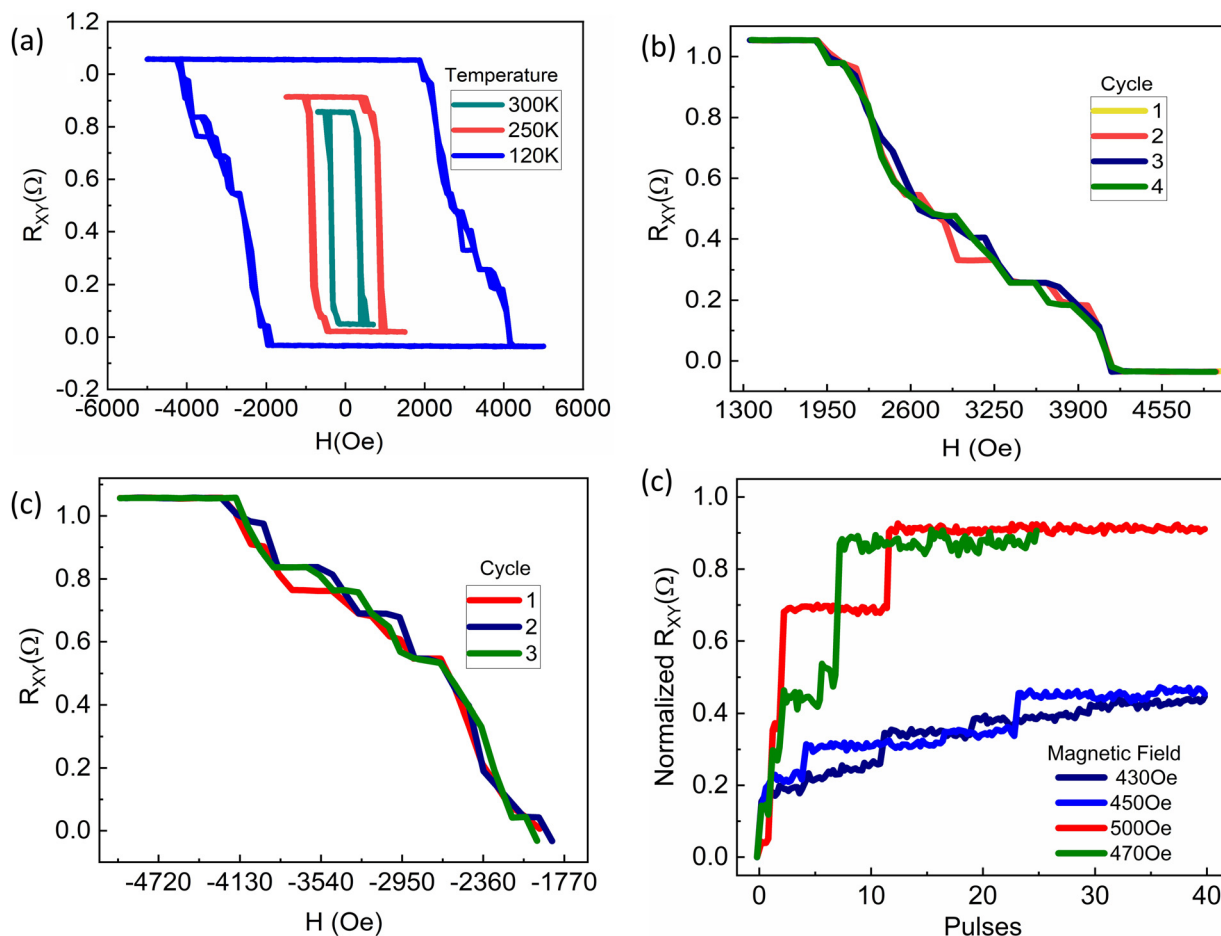 (a)
1.2
.0
0.8
0.6
0.4
0.2
0.0
-0.2
R_XY(Ω)
Temperature
300K
250K
120K
-6000 -4000 -2000 0 2000 4000 6000
H(Oe)
(b)
1.0
0.8
0.6
0.4
0.2
0.0
R_XY(Ω)
Cycle
1
2
3
4
1300 1950 2600 3250 3900 4550
H (Oe)
(c)
1.0
0.8
0.6
0.4
0.2
0.0
R_XY(Ω)
Cycle
1
2
3
-4720 -4130 -3540 -2950 -2360 -1770
H (Oe)
(c)
1.0
0.8
0.6
0.4
0.2
0.0
Normalized R_XY(Ω)
Magnetic Field
430Oe
450Oe
500Oe
470Oe
0 10 20 30 40
Pulses